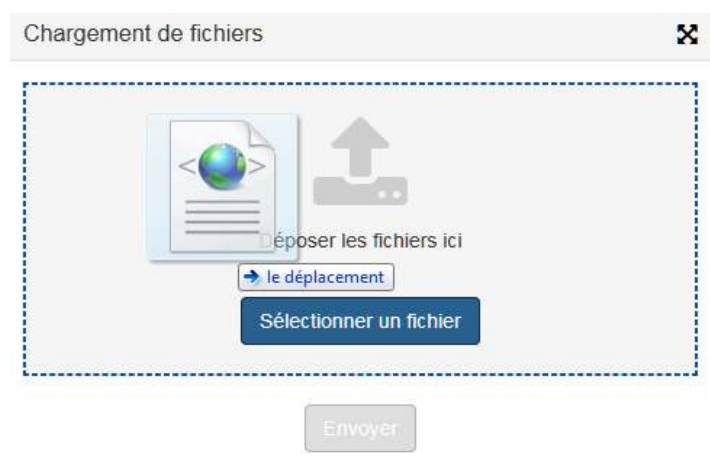 Chargement de fichiers
Déposer les fichiers ici
le déplacement
Sélectionner un fichier
Envoyer